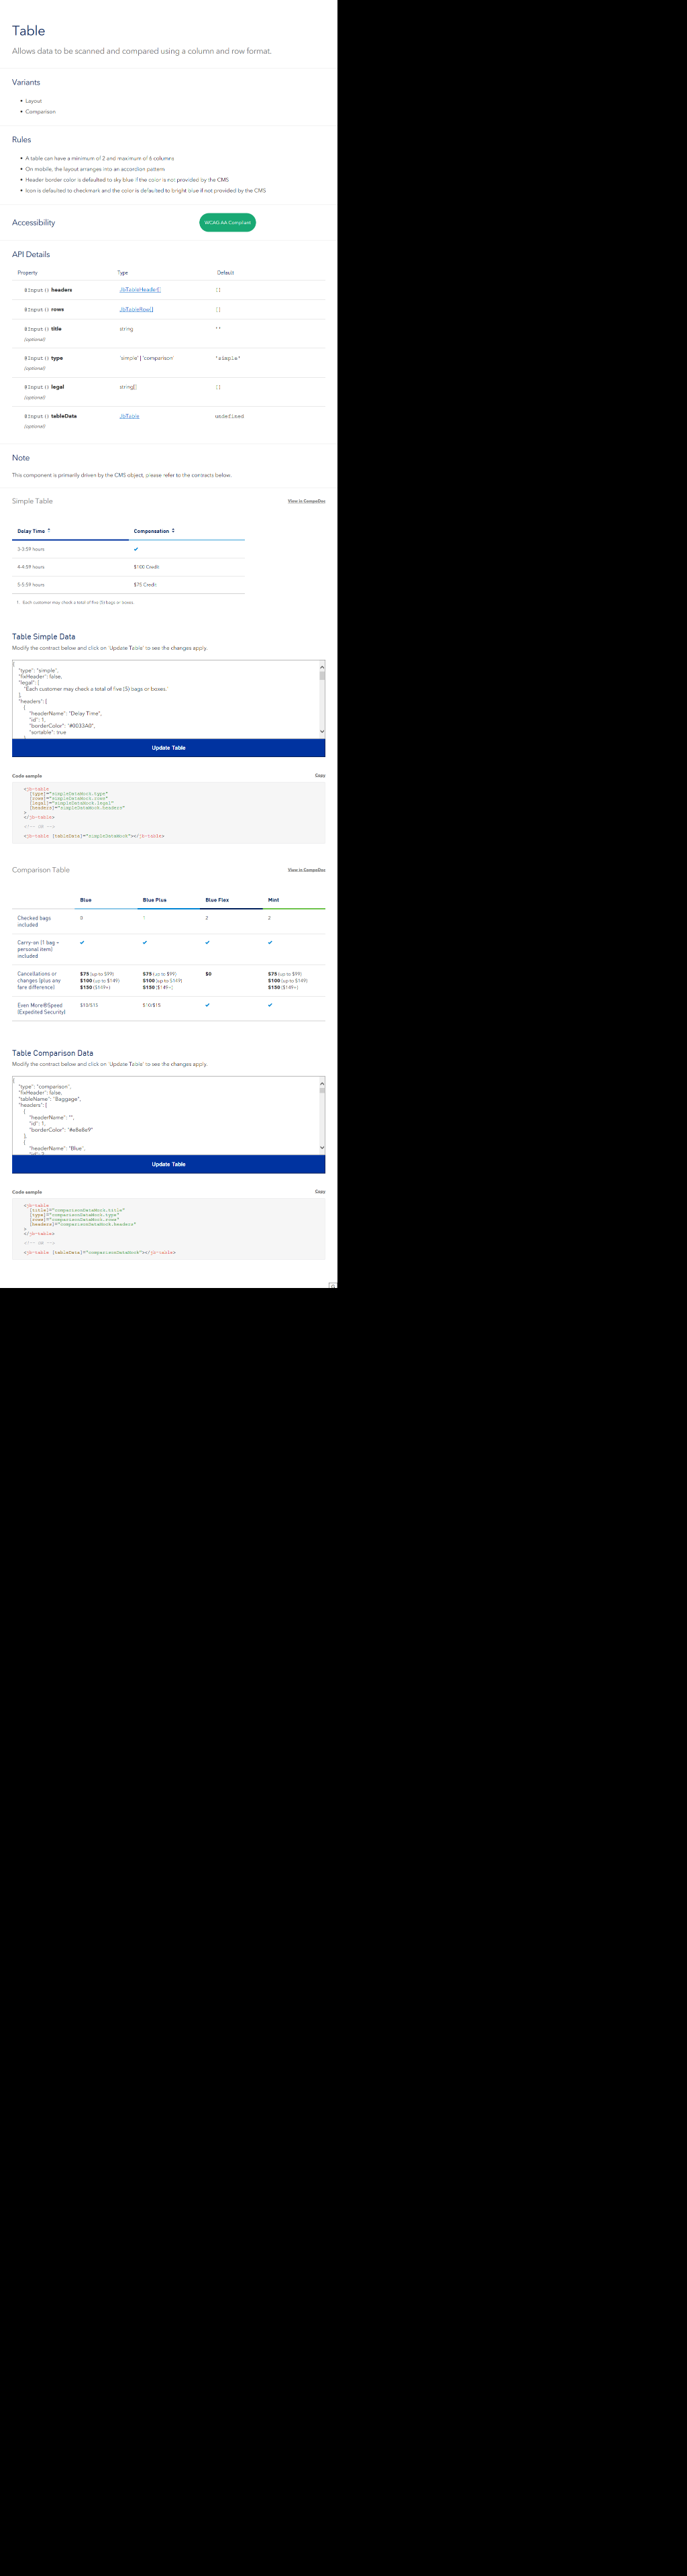 Table
Allows data to be scanned and compared using a column and row format.
Variants
Layout
Comparison
Rules
A table can have a minimum of 2 and maximum of 6 columns
On mobile, the layout arranges into an accordion pattern
Header border color is defaulted to sky blue if the color is not provided by the CMS
Icon is defaulted to checkmark and the color is defaulted to bright blue if not provided by the CMS
Accessibility WCAG AA Compliant
API Details
Property Type Default
@Input() headers JbTableHeader[] []
@Input() rows JbTableRow[] []
@Input() title string ''
(optional)
@Input() type 'simple' | 'comparison' 'simple'
(optional)
@Input() legal string[] []
(optional)
@Input() tableData JbTable undefined
(optional)
Note
This component is primarily driven by the CMS object, please refer to the contracts below.
Simple Table View in CompoDoc
Delay Time Compensation
3-3:59 hours
4-4:59 hours $100 Credit
5-5:59 hours $75 Credit
1. Each customer may check a total of five (5) bags or boxes
Table Simple Data
Modify the contract below and click on 'Update Table' to see the changes apply.
{
"type": "simple",
"fixHeader": false,
"legal": [
"Each customer may check a total of five (5) bags or boxes."
],
"headers": [
{
"headerName": "Delay Time",
"id": 1,
"borderColor": "#0033A0",
"sortable": true
Update Table
Code sample Copy
<jb-table
[type]="simpleDataMock.type"
[rows]="simpleDataMock.rows"
[legal]="simpleDataMock.legal"
[headers]="simpleDataMock.headers"
>
</jb-table>
<!-- OR -->
<jb-table [tableData]="simpleDataMock"></jb-table>
Comparison Table View in CompoDoc
Blue Blue Plus Blue Flex Mint
Checked bags 0 1 2 2
included
Carry-on (1 bag +
personal item)
included
Cancellations or $75 (up to $99) $75 (up to $99) $0 $75 (up to $99)
changes (plus any $100 (up to $149) $100 (up to $149) $100 (up to $149)
fare difference) $150 ($149+) $150 ($149+) $150 ($149+)
Even More®Speed $10/$15 $10/$15
(Expedited Security)
Table Comparison Data
Modify the contract below and click on 'Update Table' to see the changes apply.
{
"type": "comparison",
"fixHeader": false,
"tableName": "Baggage",
"headers": [
{
"headerName": "",
"id": 1,
"borderColor": "#e8e8e9"
},
{
"headerName": "Blue",
"id": 2,
Update Table
Code sample Copy
<jb-table
[title]="comparisonDataMock.title"
[type]="comparisonDataMock.type"
[rows]="comparisonDataMock.rows"
[headers]="comparisonDataMock.headers"
>
</jb-table>
<!-- OR -->
<jb-table [tableData]="comparisonDataMock"></jb-table>